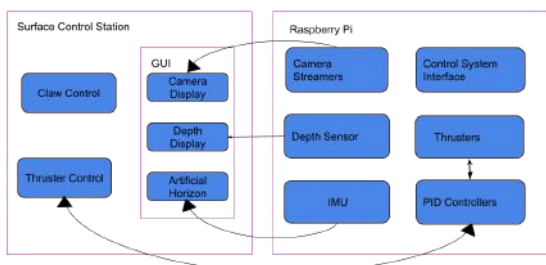 Surface Control Station
Raspberry Pi
GUI
Camera
Display
Claw Control
Depth
Display
Thruster Control
Artificial
Horizon
Camera
Streamers
Control System
Interface
Depth Sensor
Thrusters
IMU
PID Controllers